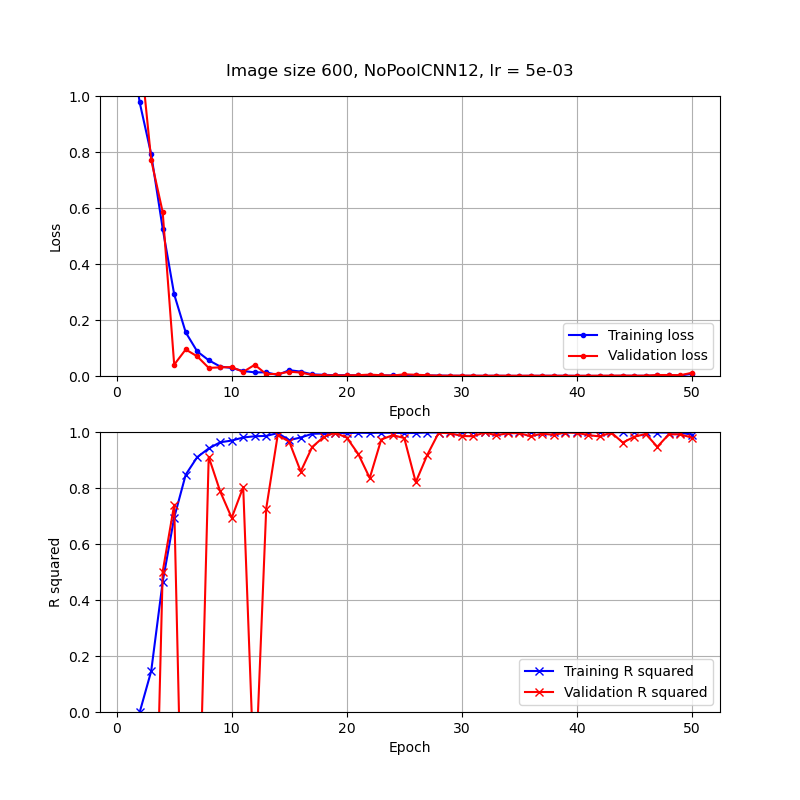 Image size 600, NoPoolCNN12, lr = 5e-03
1.0
0.8
0.6
0.4
0.2
0.0
Loss
0 10 20 30 40 50
Epoch
Training loss
Validation loss
1.0
0.8
0.6
0.4
0.2
0.0
R squared
0 10 20 30 40 50
Epoch
Training R squared
Validation R squared